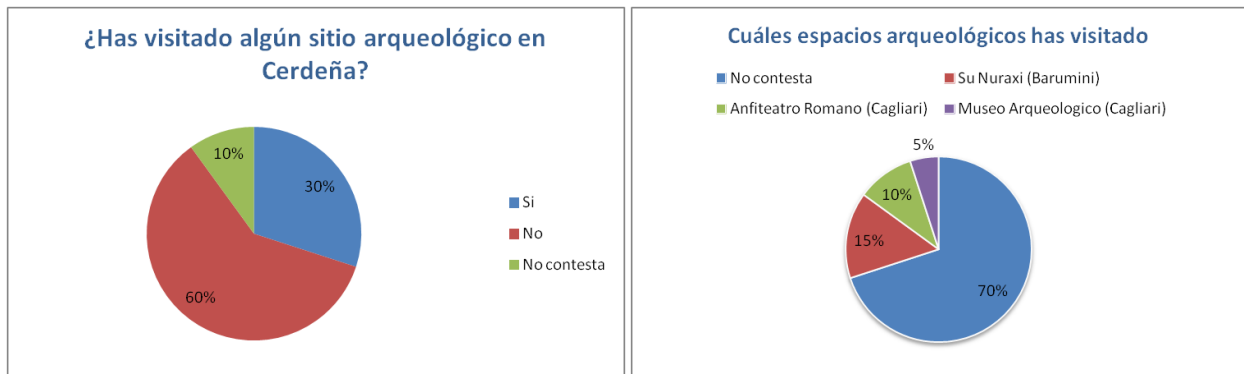 ¿Has visitado algún sitio arqueológico en
Cerdeña?
10%
30%
60%
Si
No
No contesta
Cuáles espacios arqueológicos has visitado
No contesta
Su Nuraxi (Barumini)
Anfiteatro Romano (Cagliari)
Museo Arqueologico (Cagliari)
5%
10%
15%
70%